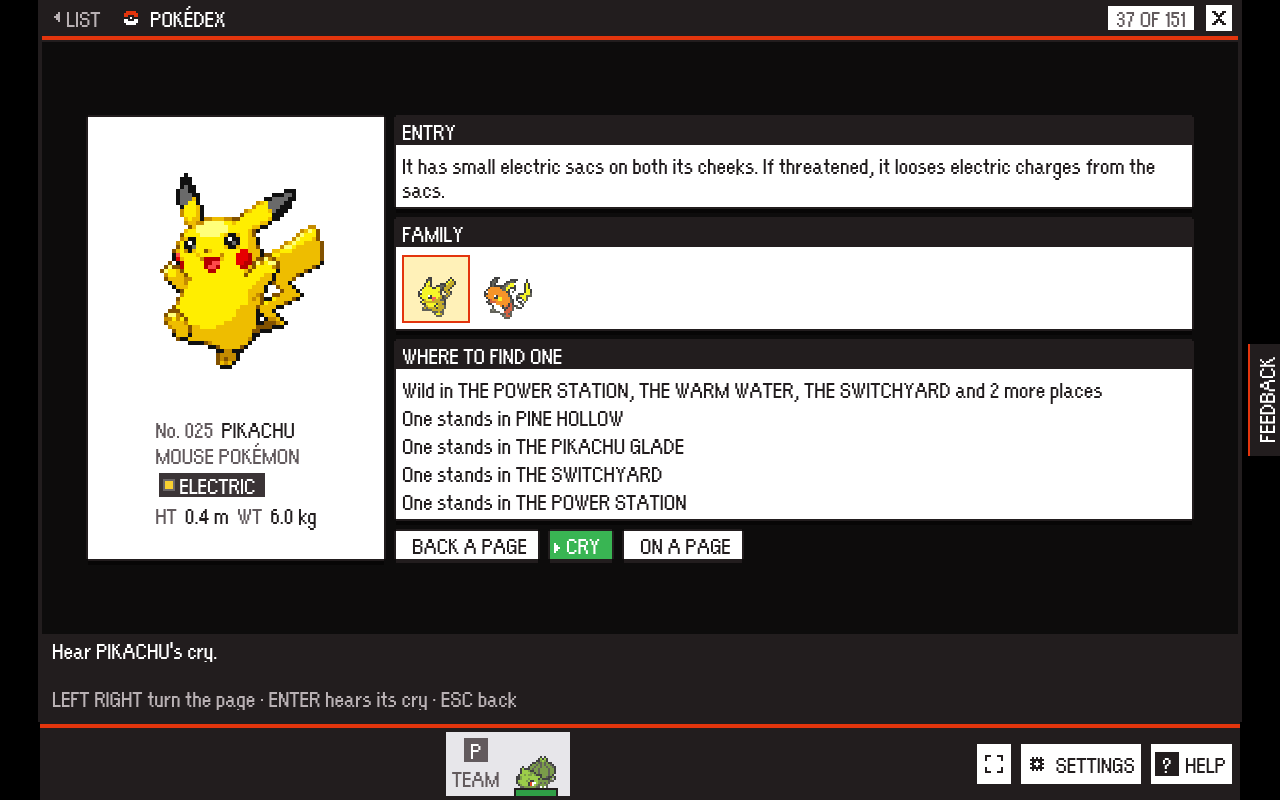 LIST
POKÉDEX
37 OF 151
X
ENTRY
It has small electric sacs on both its cheeks. If threatened, it looses electric charges from the
sacs.
FAMILY
WHERE TO FIND ONE
Wild in THE POWER STATION, THE WARM WATER, THE SWITCHYARD and 2 more places
One stands in PINE HOLLOW
One stands in THE PIKACHU GLADE
One stands in THE SWITCHYARD
One stands in THE POWER STATION
No. 025 PIKACHU
MOUSE POKÉMON
ELECTRIC
HT 0.4 m WT 6.0 kg
BACK A PAGE
CRY
ON A PAGE
FEEDBACK
Hear PIKACHU's cry.
LEFT RIGHT turn the page · ENTER hears its cry · ESC back
P
TEAM
SETTINGS
? HELP